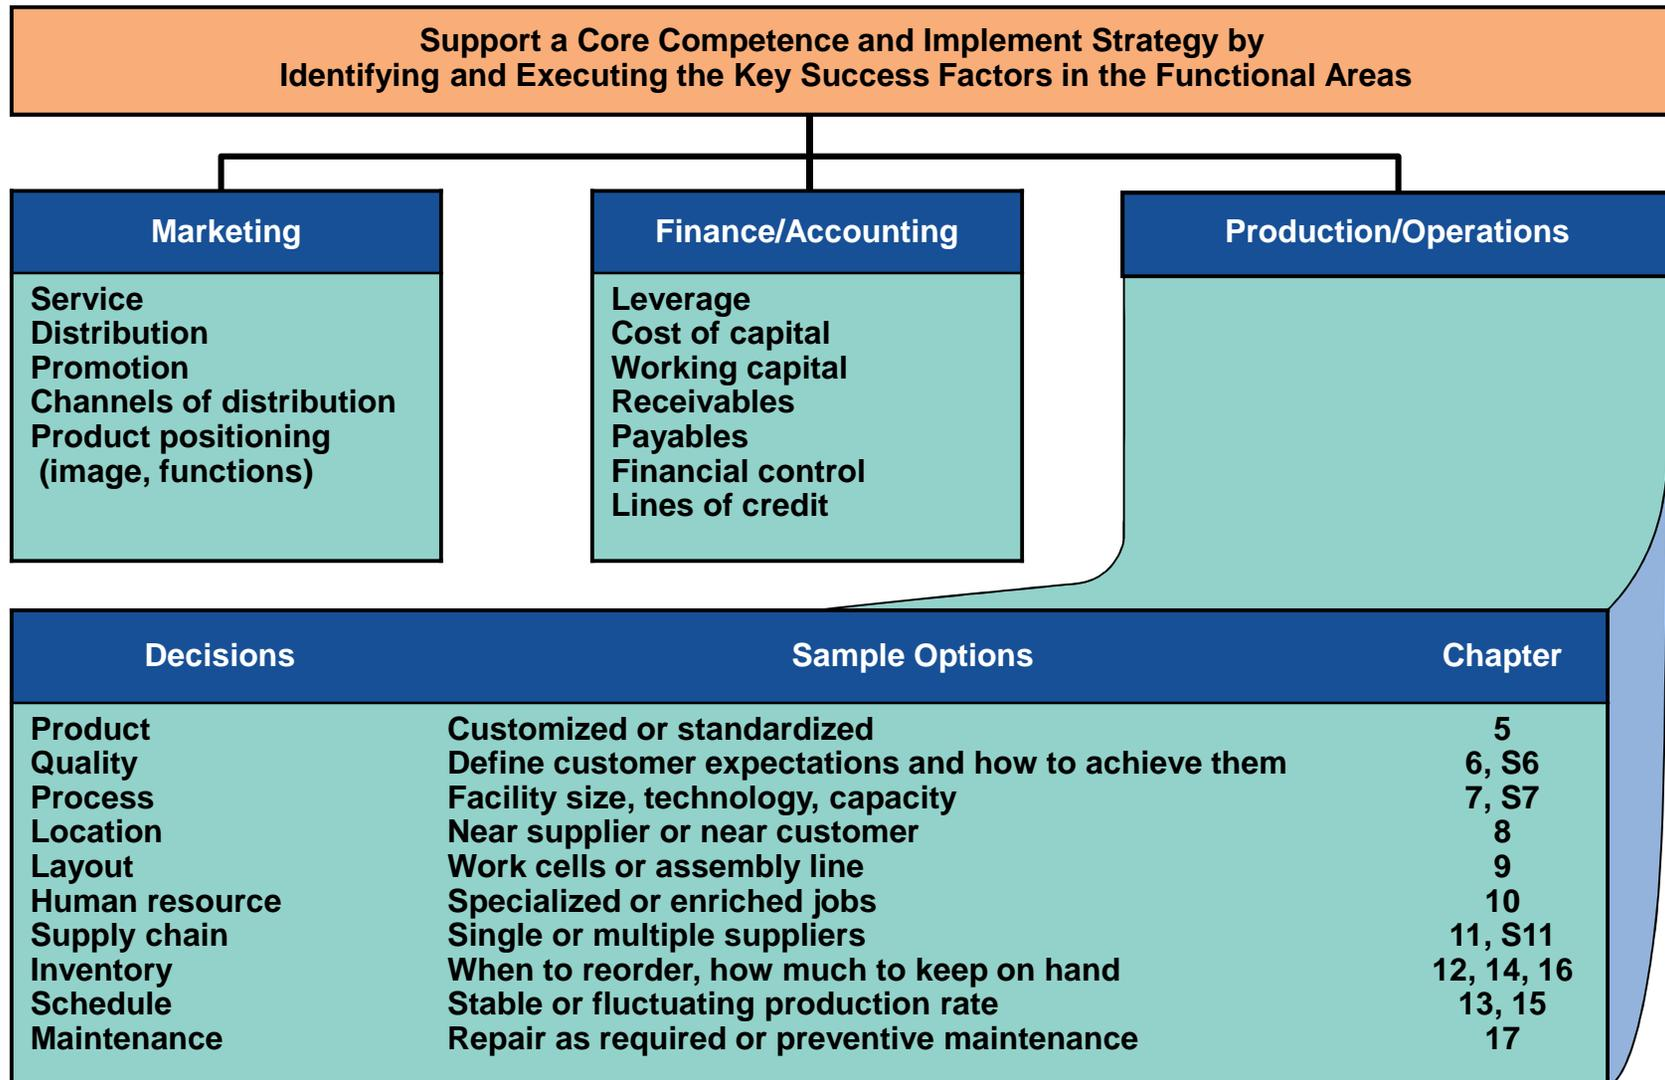 Support a Core Competence and Implement Strategy by
Identifying and Executing the Key Success Factors in the Functional Areas
Marketing
Service
Distribution
Promotion
Channels of distribution
Product positioning
(image, functions)
Finance/Accounting
Leverage
Cost of capital
Working capital
Receivables
Payables
Financial control
Lines of credit
Production/Operations
Decisions Sample Options Chapter
Product Customized or standardized 5
Quality Define customer expectations and how to achieve them 6, S6
Process Facility size, technology, capacity 7, S7
Location Near supplier or near customer 8
Layout Work cells or assembly line 9
Human resource Specialized or enriched jobs 10
Supply chain Single or multiple suppliers 11, S11
Inventory When to reorder, how much to keep on hand 12, 14, 16
Schedule Stable or fluctuating production rate 13, 15
Maintenance Repair as required or preventive maintenance 17